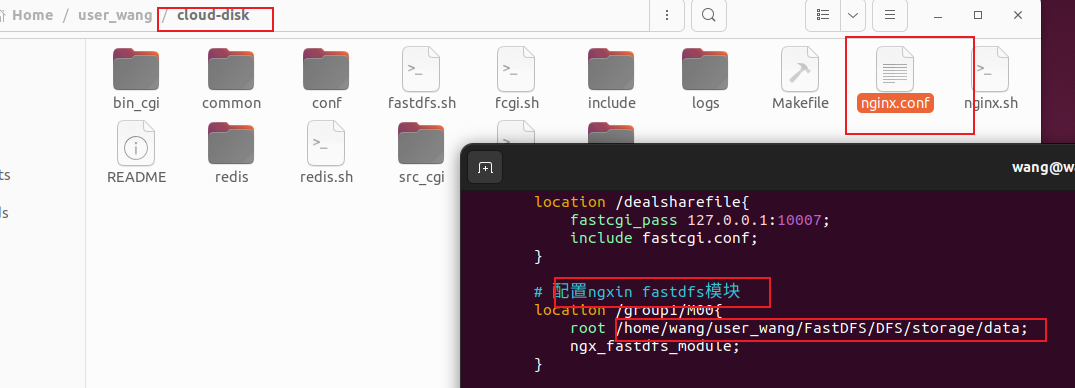 Home / user_wang / cloud-disk
bin_cgi common conf fastdfs.sh fcgi.sh include logs Makefile nginx.conf nginx.sh
README redis redis.sh src_cgi
wang@w
location /dealsharefile{
fastcgi_pass 127.0.0.1:10007;
include fastcgi.conf;
}
# 配置ngxin fastdfs模块
location /group1/M00{
root /home/wang/user_wang/FastDFS/DFS/storage/data;
ngx_fastdfs_module;
}